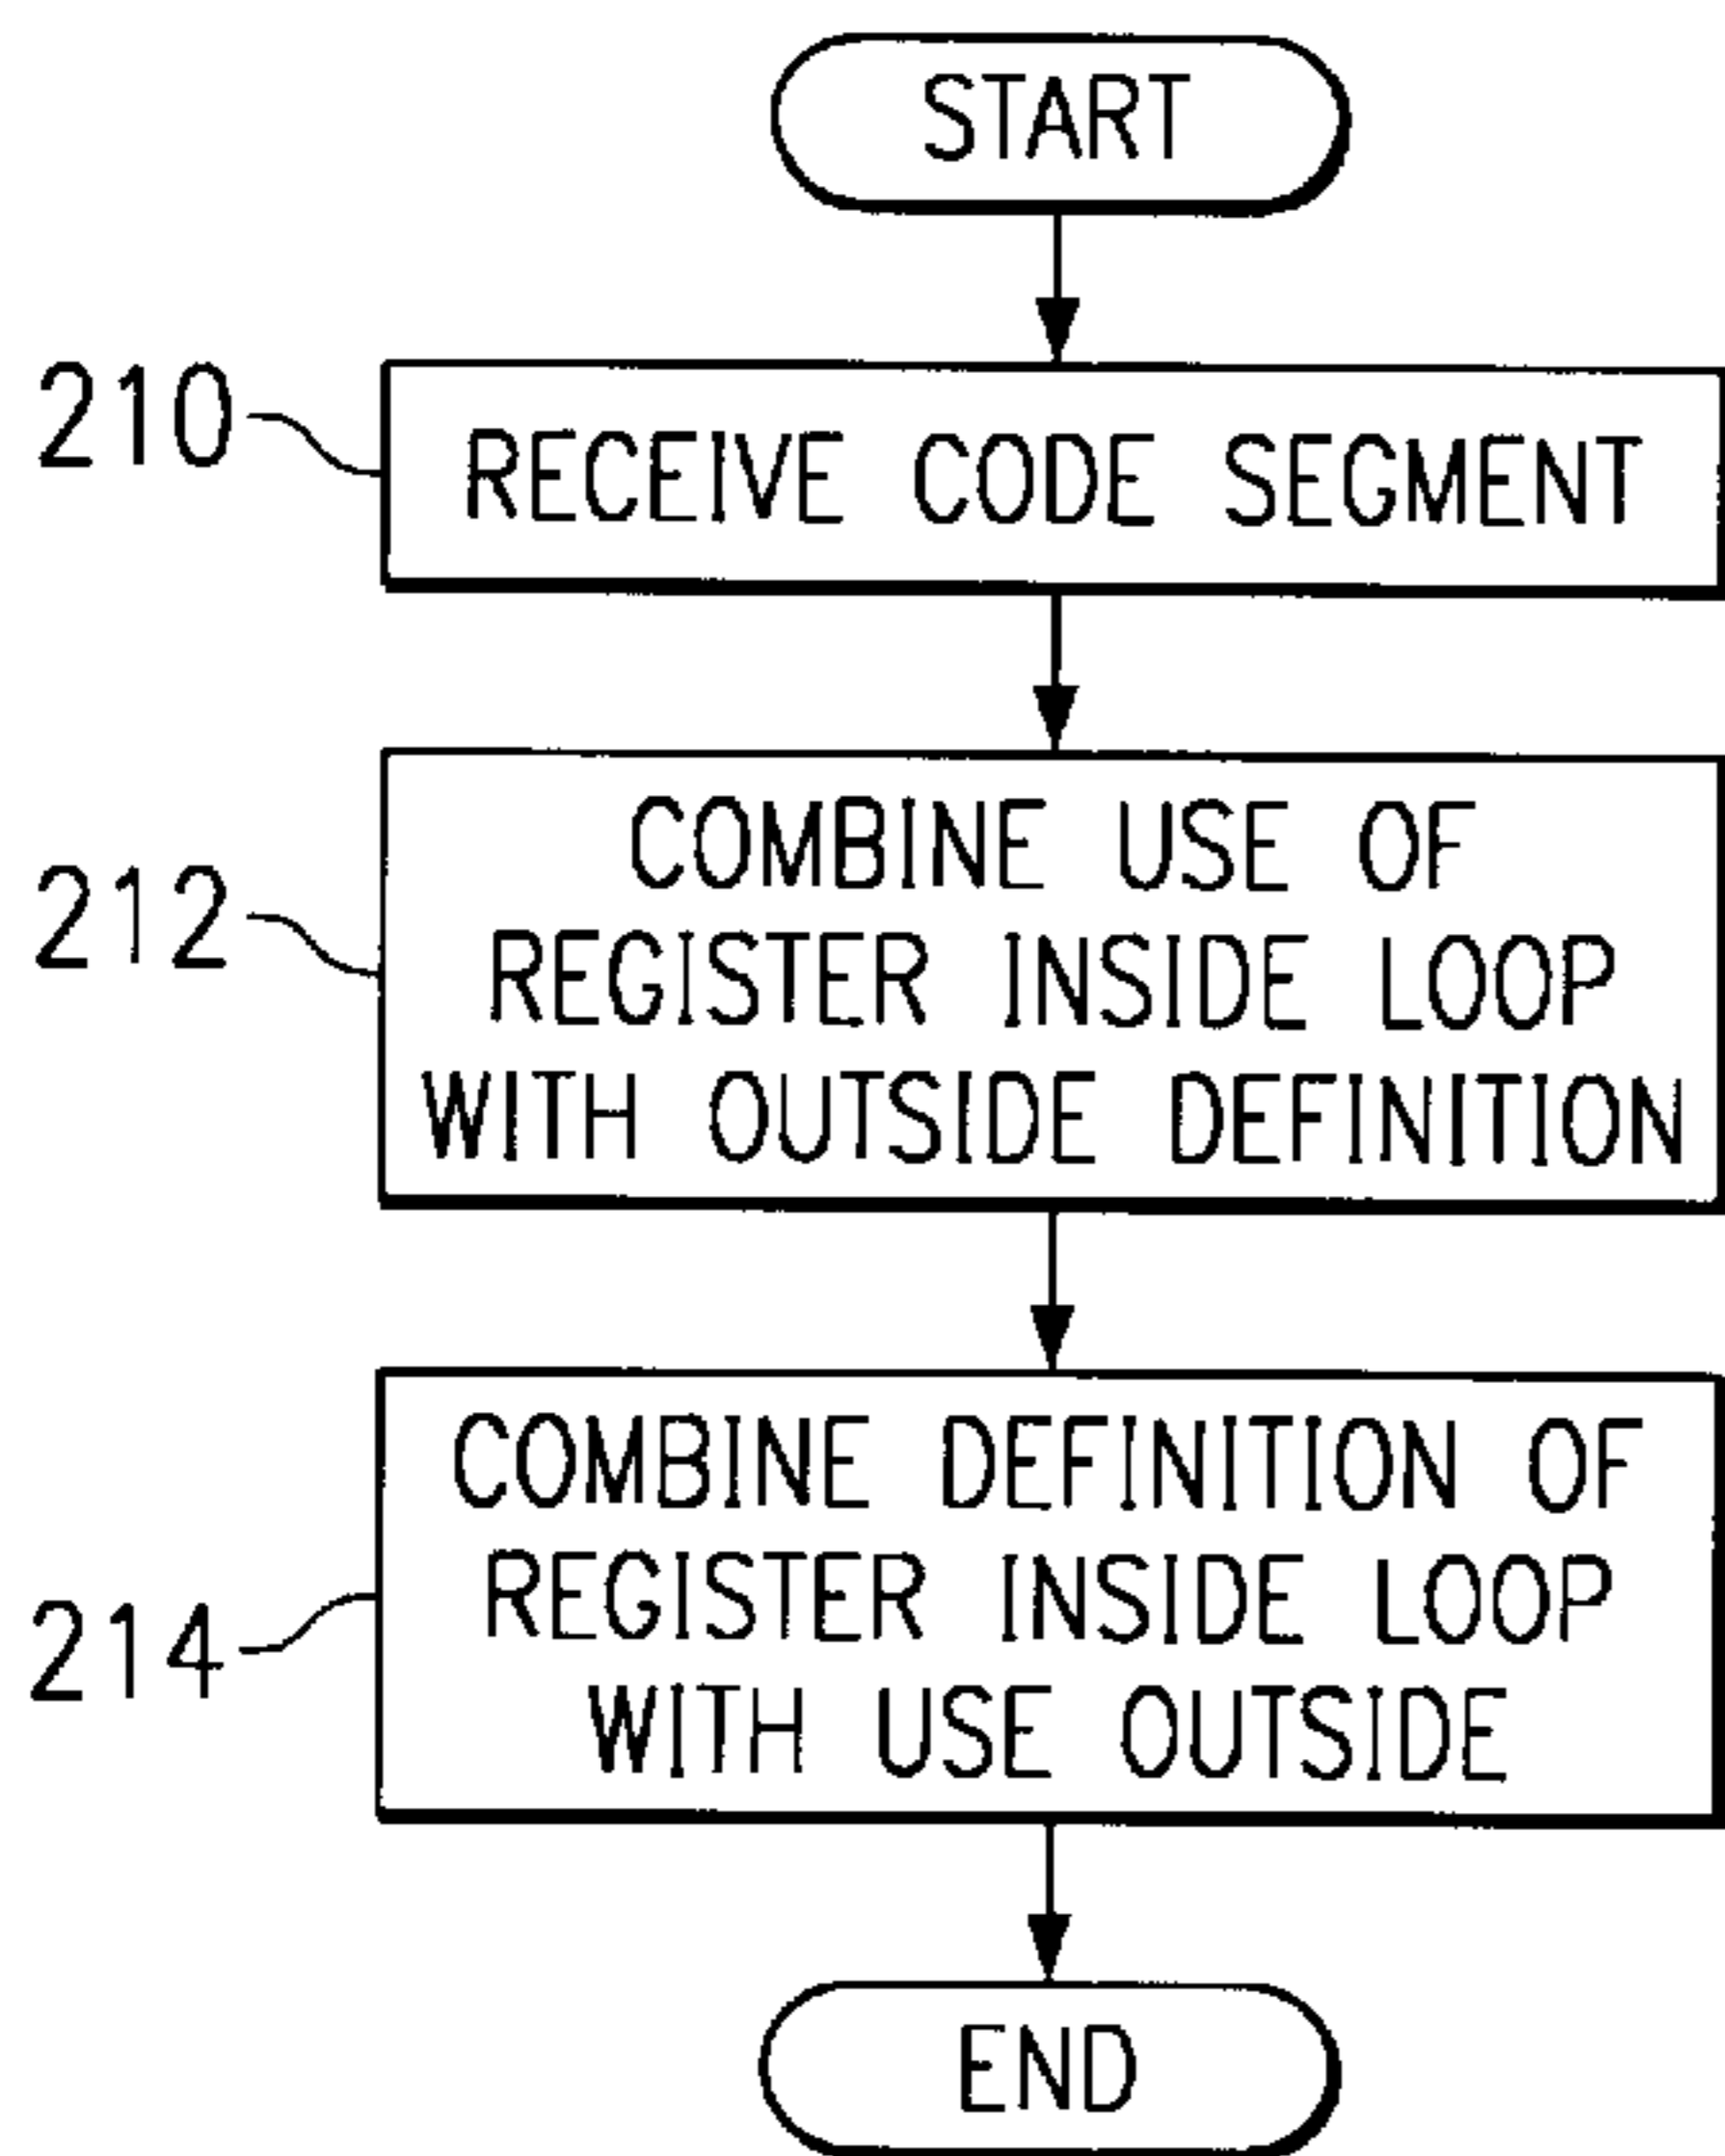 START
210
RECEIVE CODE SEGMENT
212
COMBINE USE OF
REGISTER INSIDE LOOP
WITH OUTSIDE DEFINITION
214
COMBINE DEFINITION OF
REGISTER INSIDE LOOP
WITH USE OUTSIDE
END